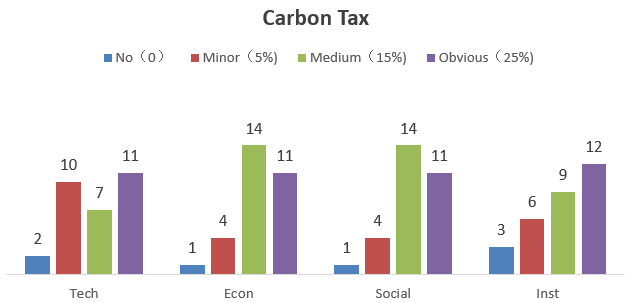 Carbon Tax
No（0） Minor（5%） Medium（15%） Obvious（25%）
2 10 7 11 1 4 14 11 1 4 14 11 3 6 9 12
Tech Econ Social Inst